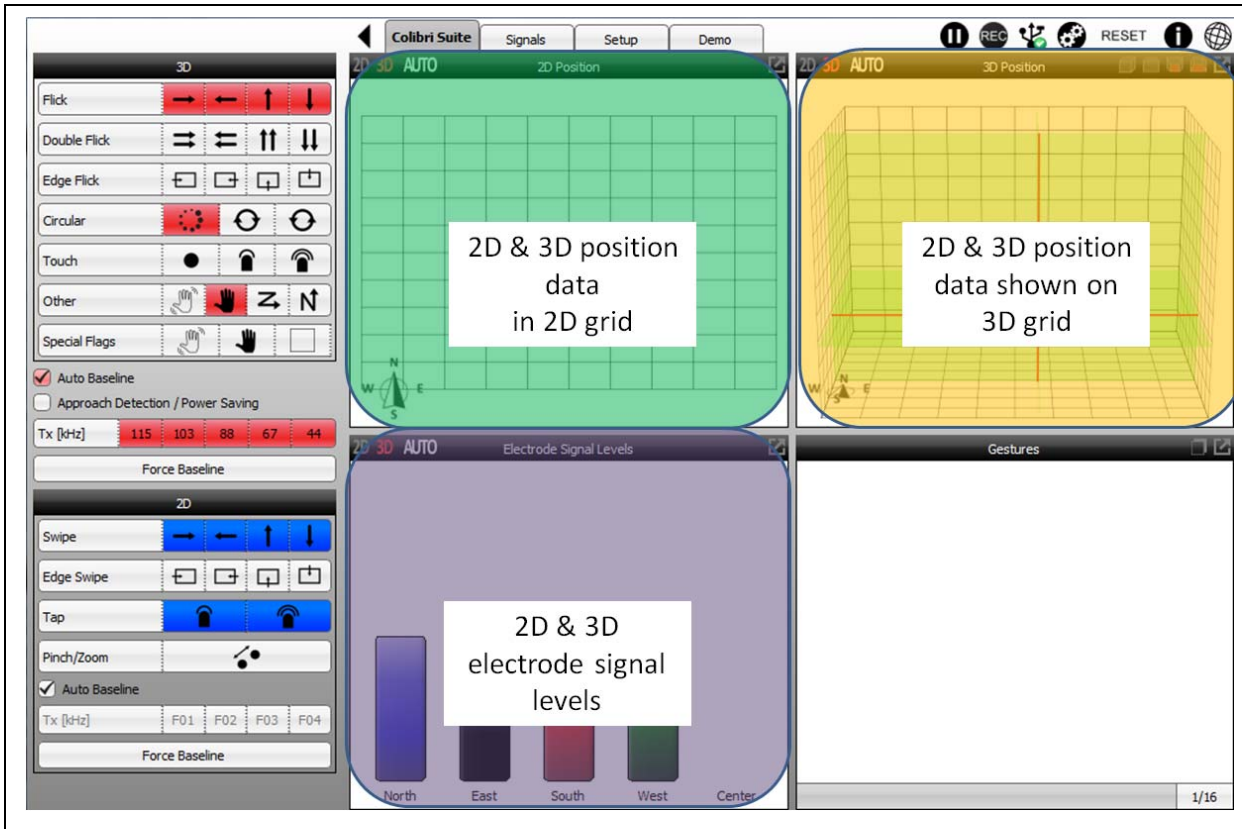 Colibri Suite Signals Setup Demo REC RESET
3D
Flick
Double Flick
Edge Flick
Circular
Touch
Other
Special Flags
Auto Baseline
Approach Detection / Power Saving
Tx [kHz] 115 103 88 67 44
Force Baseline
2D
Swipe
Edge Swipe
Tap
Pinch/Zoom
Auto Baseline
Tx [kHz] F01 F02 F03 F04
Force Baseline
2D 3D AUTO 2D Position
2D & 3D position
data
in 2D grid
N
W E
S
2D 3D AUTO 3D Position
2D & 3D position
data shown on
3D grid
N
W E
S
2D 3D AUTO Electrode Signal Levels
2D & 3D
electrode signal
levels
North East South West Center
Gestures
1/16